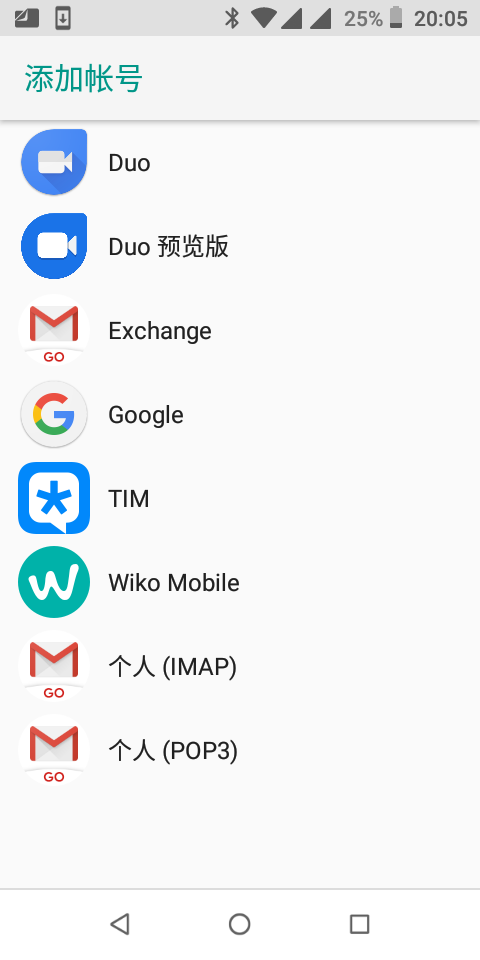 25% 20:05
添加帐号
Duo
Duo 预览版
GO
Exchange
Google
TIM
Wiko Mobile
GO
个人 (IMAP)
GO
个人 (POP3)